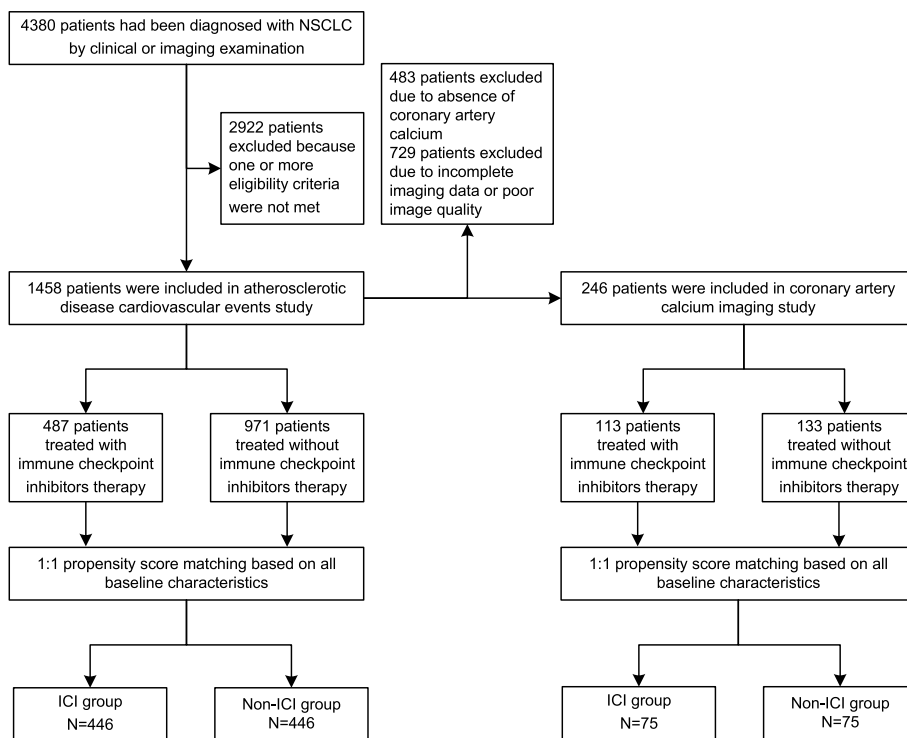 4380 patients had been diagnosed with NSCLC
by clinical or imaging examination
483 patients excluded
due to absence of
coronary artery
calcium
729 patients excluded
due to incomplete
imaging data or poor
image quality
2922 patients
excluded because
one or more
eligibility criteria
were not met
1458 patients were included in atherosclerotic
disease cardiovascular events study
246 patients were included in coronary artery
calcium imaging study
487 patients
treated with
immune checkpoint
inhibitors therapy
971 patients
treated without
immune checkpoint
inhibitors therapy
113 patients
treated with
immune checkpoint
inhibitors therapy
133 patients
treated without
immune checkpoint
inhibitors therapy
1:1 propensity score matching based on all
baseline characteristics
1:1 propensity score matching based on all
baseline characteristics
ICI group
N=446
Non-ICI group
N=446
ICI group
N=75
Non-ICI group
N=75